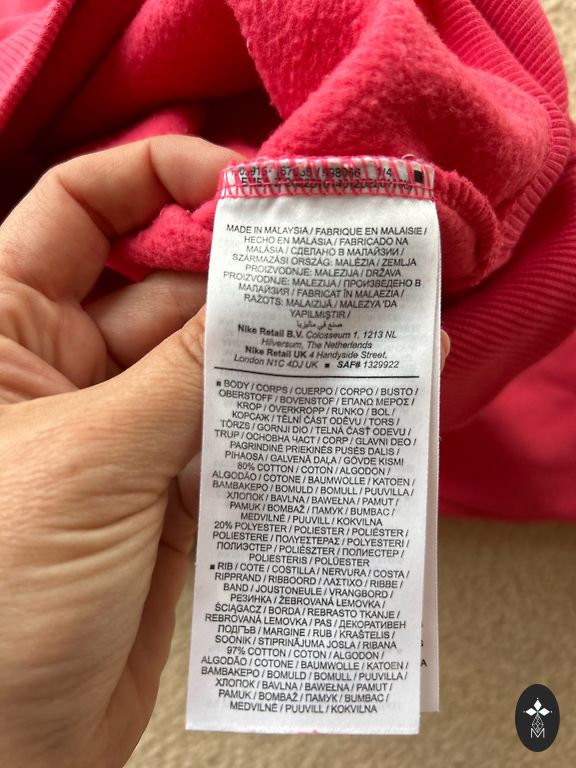 MADE IN MALAYSIA / FABRIQUE EN MALAISIE /
HECHO EN MALASIA / FABRICADO NA
MALÁSIA / СДЕЛАНО В МАЛАЙЗИИ /
SZÁRMAZÁSI ORSZÁG: MALÉZIA / ZEMLJA
PROIZVODNJE: MALEZIJA / DRŽAVA
PROIZVODNJE: MALEZIJA / ПРОИЗВЕДЕНО В
МАЛАЙЗИЯ / FABRICAT ÎN MALAEZIA /
RAŽOTS: MALAIZIJĀ / MALEZYA 'DA
YAPILMIŞTIR /
صنع في ماليزيا
Nike Retail B.V. Colosseum 1, 1213 NL
Hilversum, The Netherlands
Nike Retail UK 4 Handyside Street,
London N1C 4DJ UK ■ SAF# 1329922
■ BODY / CORPS / CUERPO / CORPO / BUSTO /
OBERSTOFF / BOVENSTOF / ΕΠΑΝΩ ΜΕΡΟΣ /
KROP / ÖVERKROPP / RUNKO / BOL /
КОРСАЖ / TĚLNÍ ČÁST ODĚVU / TORS /
TÖRZS / GORNJI DIO / TELNÁ ČASŤ ODEVU /
TRUP / ОСНОВНА ЧАСТ / CORP / GLAVNI DEO /
PAGRINDINĖ PRIEKINĖS PUSĖS DALIS /
PIHAOSA / GALVENĀ DAĻA / GÖVDE KISMI
80% COTTON / COTON / ALGODON /
ALGODÃO / COTONE / BAUMWOLLE / KATOEN /
ΒΑΜΒΑΚΕΡΟ / BOMULD / BOMULL / PUUVILLA /
ХЛОПОК / BAVLNA / BAWEŁNA / PAMUT /
PAMUK / BOMBAŽ / ПАМУК / BUMBAC /
MEDVILNĖ / PUUVILL / KOKVILNA
20% POLYESTER / POLIESTER / POLIÉSTER /
POLIESTERE / ΠΟΛΥΕΣΤΕΡΑΣ / POLYESTERI /
ПОЛИЭСТЕР / POLIÉSZTER / ПОЛИЕСТЕР /
POLIESTERIS / POLÜESTER
■ RIB / COTE / COSTILLA / NERVURA / COSTA /
RIPPRAND / RIBBOORD / ΛΑΣΤΙΧΟ / RIBBE /
BAND / JOUSTONEULE / VRANGBORD /
РЕЗИНКА / ŽEBROVANÁ LEMOVKA /
ŚCIĄGACZ / BORDA / REBRASTO TKANJE /
REBROVANÁ LEMOVKA / PAS / ДЕКОРАТИВЕН
ПОДГЪВ / MARGINE / RUB / KRAŠTELIS /
SOONIK / STIPRINĀJUMA JOSLA / RIBANA
97% COTTON / COTON / ALGODON /
ALGODÃO / COTONE / BAUMWOLLE / KATOEN /
ΒΑΜΒΑΚΕΡΟ / BOMULD / BOMULL / PUUVILLA /
ХЛОПОК / BAVLNA / BAWEŁNA / PAMUT /
PAMUK / BOMBAŽ / ПАМУК / BUMBAC /
MEDVILNĖ / PUUVILL / KOKVILNA